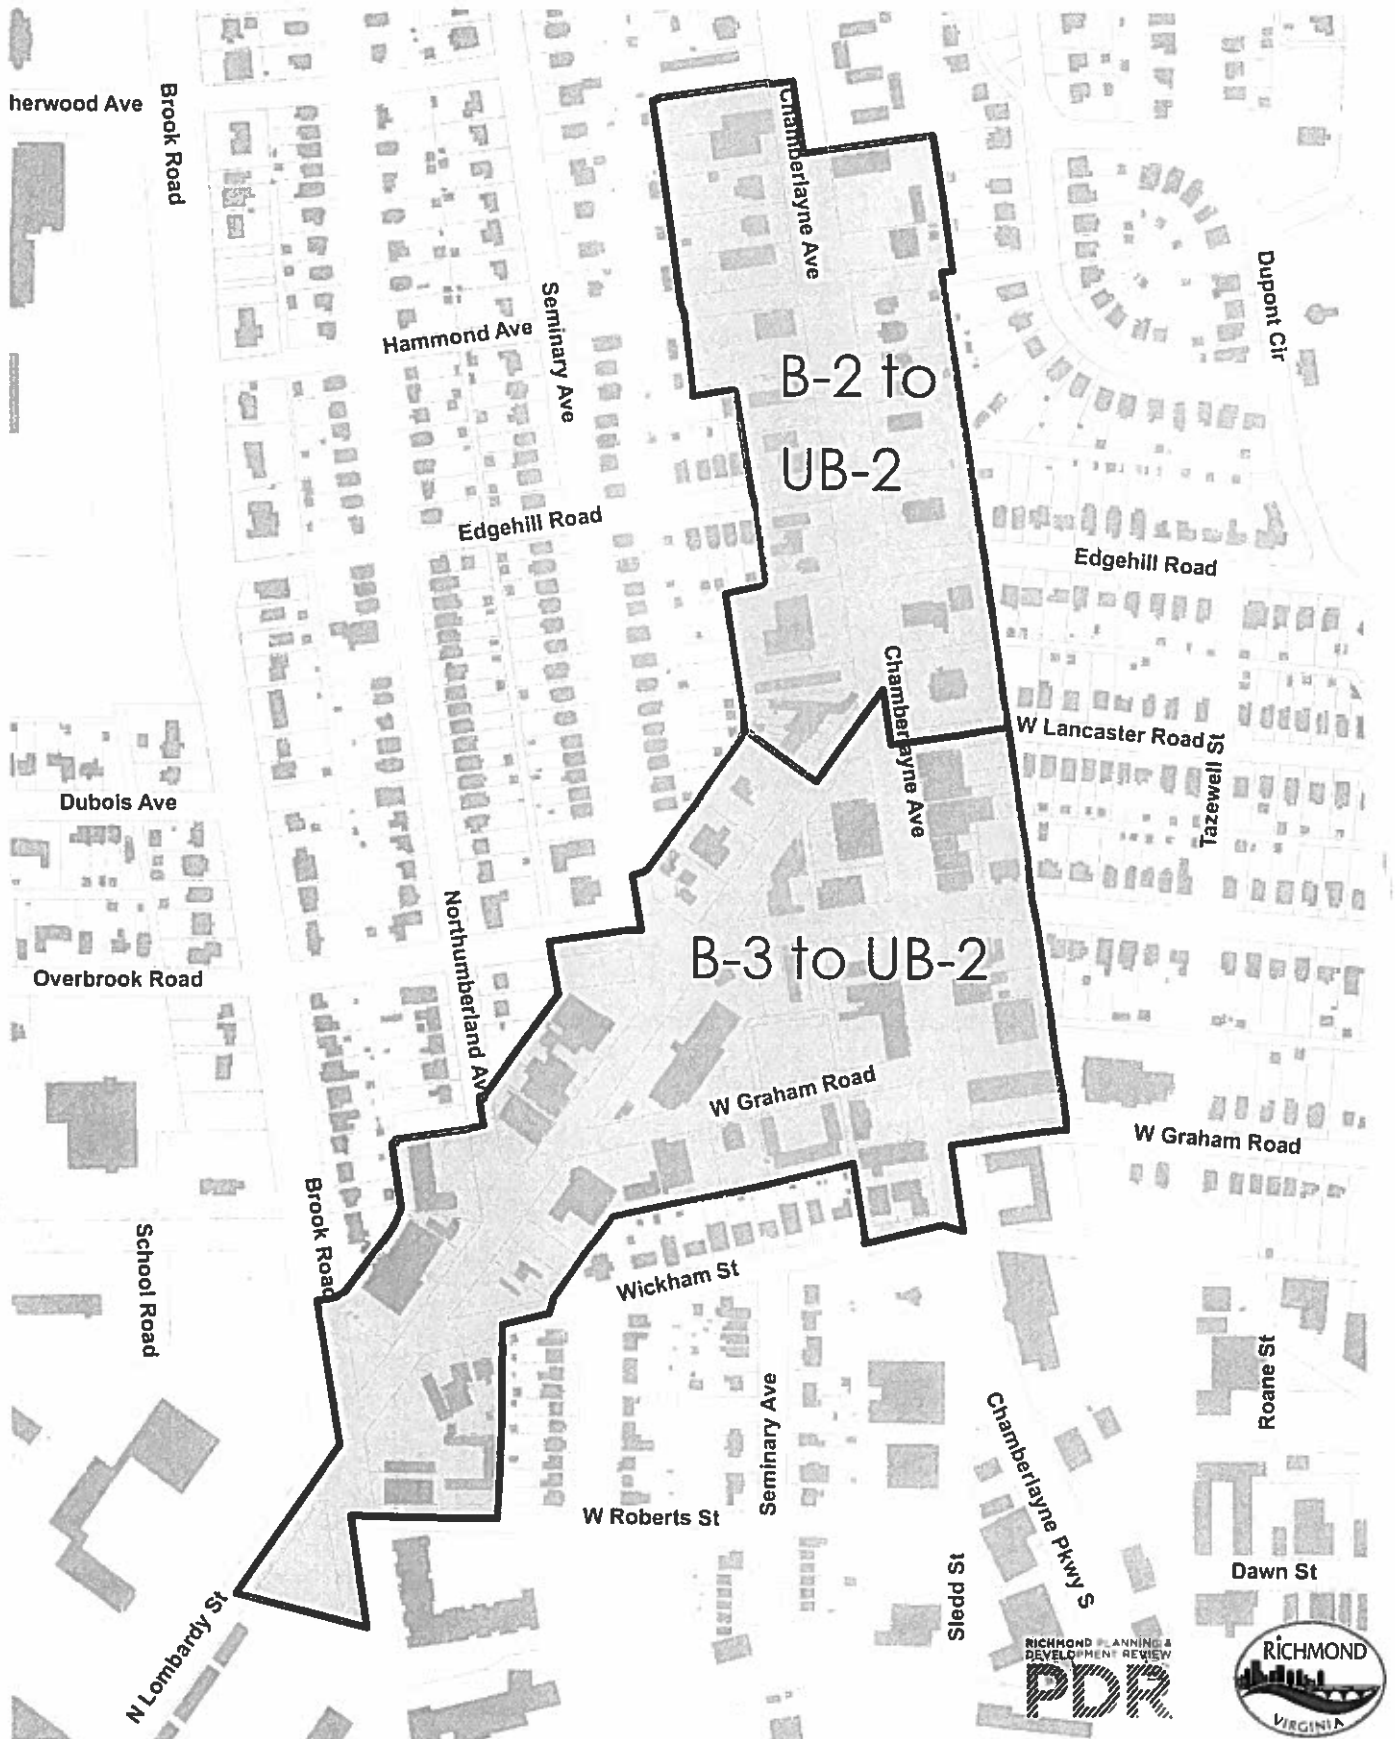 herwood Ave
Brook Road
Chamberlayne Ave
Dupont Cir
Seminary Ave
Hammond Ave
B-2 to
UB-2
Edgehill Road
Edgehill Road
Chamberlayne Ave
W Lancaster Road
Tazewell St
Dubois Ave
Northumberland Av
Overbrook Road
B-3 to UB-2
W Graham Road
W Graham Road
Brook Road
School Road
Wickham St
Roane St
Seminary Ave
Chamberlayne Pkwy S
W Roberts St
Sledd St
Dawn St
N Lombardy St
RICHMOND PLANNING &
DEVELOPMENT REVIEW
PDR
RICHMOND
VIRGINIA